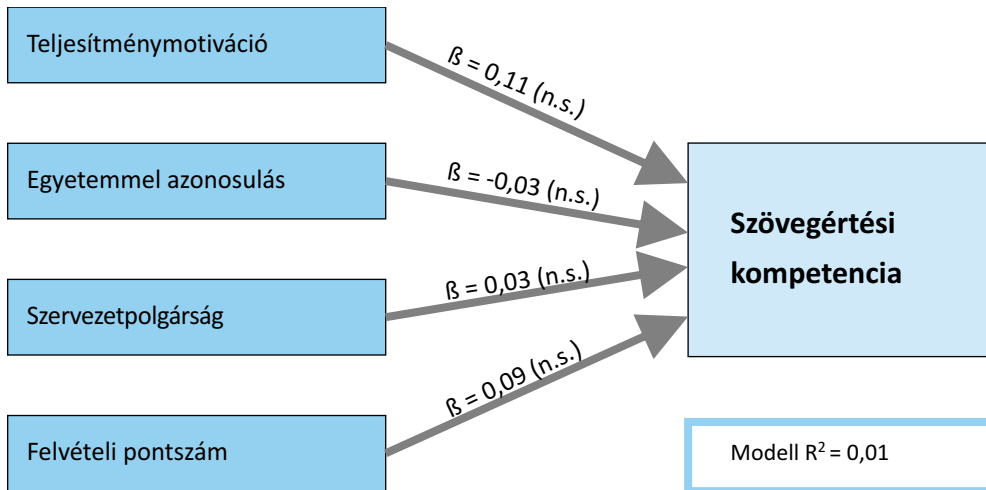 Teljesítménymotiváció
ß = 0,11 (n.s.)
Egyetemmel azonosulás
ß = -0,03 (n.s.)
Szervezetpolgárság
ß = 0,03 (n.s.)
Felvételi pontszám
ß = 0,09 (n.s.)
Szövegértési
kompetencia
Modell R² = 0,01